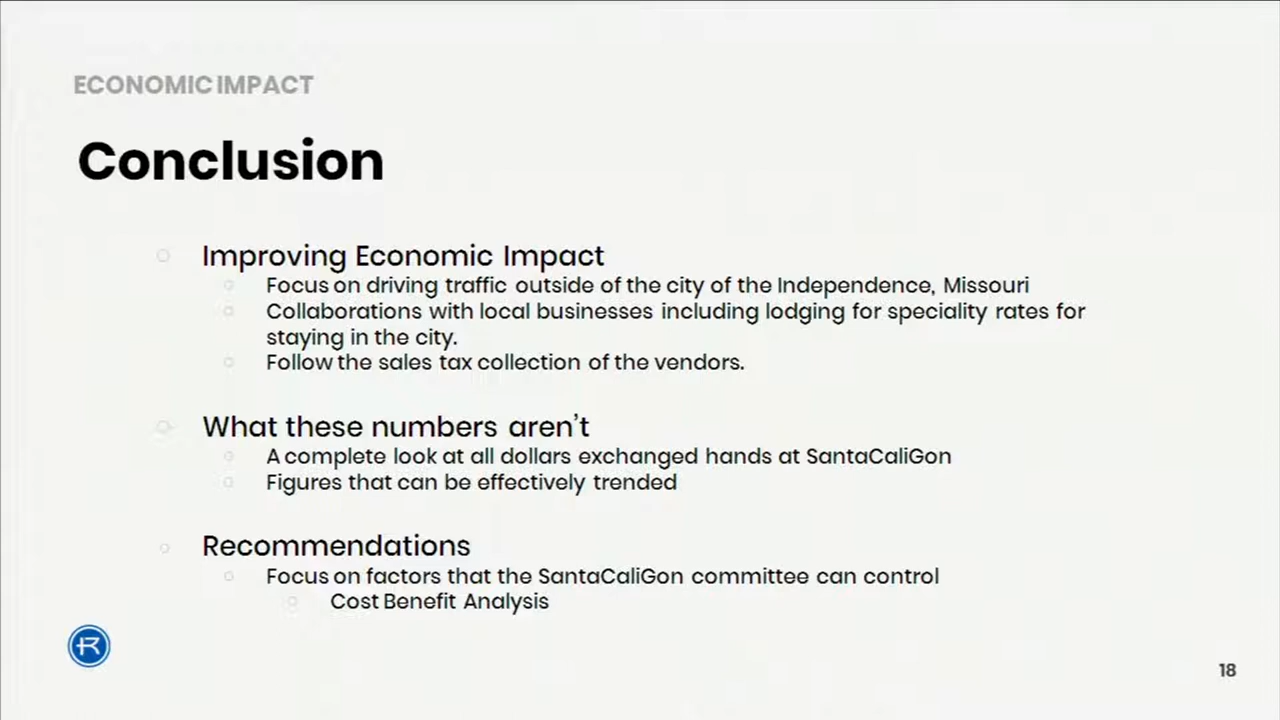 ECONOMIC IMPACT
Conclusion
Improving Economic Impact
Focus on driving traffic outside of the city of the Independence, Missouri
Collaborations with local businesses including lodging for speciality rates for
staying in the city.
Follow the sales tax collection of the vendors.
What these numbers aren't
A complete look at all dollars exchanged hands at SantaCaliGon
Figures that can be effectively trended
Recommendations
Focus on factors that the SantaCaliGon committee can control
Cost Benefit Analysis
R
18